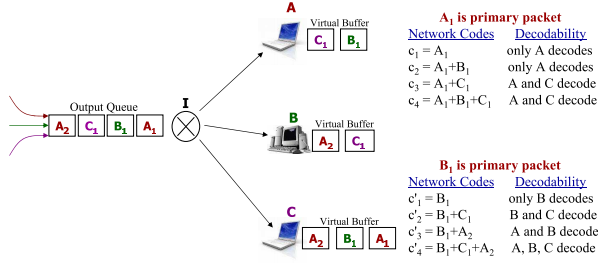 A
Virtual Buffer
C₁ B₁
I
Output Queue
A₂ C₁ B₁ A₁
B
Virtual Buffer
A₂ C₁
C
Virtual Buffer
A₂ B₁ A₁
A₁ is primary packet
Network Codes Decodability
c₁ = A₁ only A decodes
c₂ = A₁+B₁ only A decodes
c₃ = A₁+C₁ A and C decode
c₄ = A₁+B₁+C₁ A and C decode
B₁ is primary packet
Network Codes Decodability
c'₁ = B₁ only B decodes
c'₂ = B₁+C₁ B and C decode
c'₃ = B₁+A₂ A and B decode
c'₄ = B₁+C₁+A₂ A, B, C decode